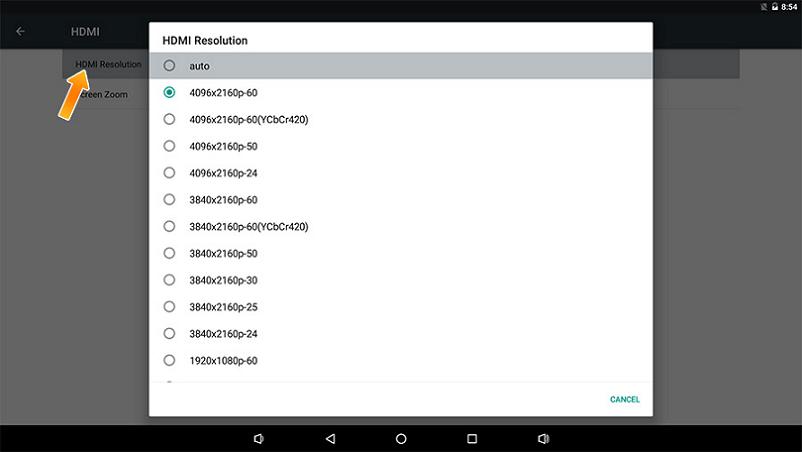 8:54
HDMI
HDMI Resolution
Screen Zoom
HDMI Resolution
auto
4096x2160p-60
4096x2160p-60(YCbCr420)
4096x2160p-50
4096x2160p-24
3840x2160p-60
3840x2160p-60(YCbCr420)
3840x2160p-50
3840x2160p-30
3840x2160p-25
3840x2160p-24
1920x1080p-60
CANCEL